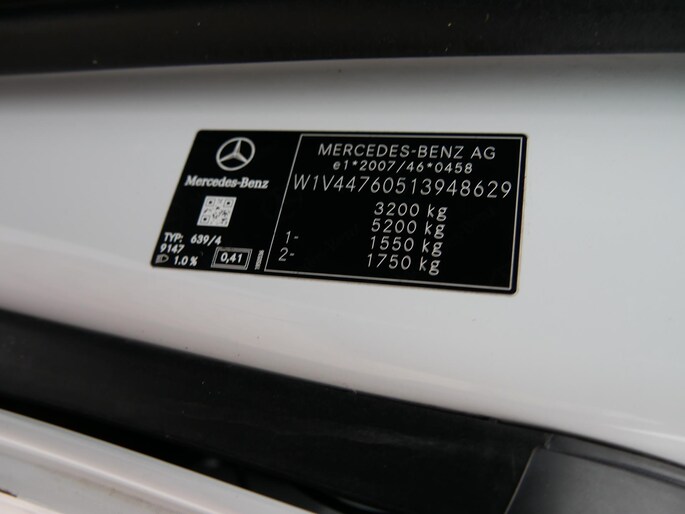 Mercedes-Benz
TYP: 639/4
9147
1.0 % 0,41
MERCEDES-BENZ AG
e1*2007/46*0458
W1V44760513948629
3200 kg
5200 kg
1- 1550 kg
2- 1750 kg